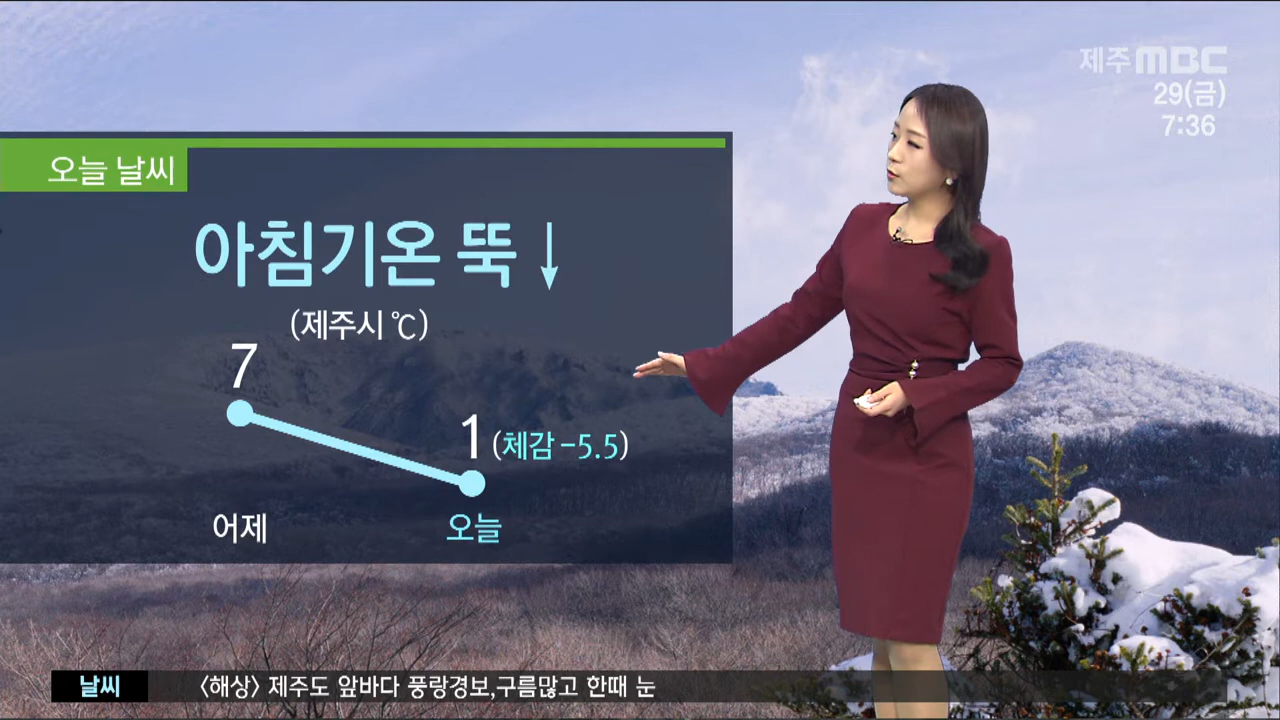 제주MBC
29(금)
7:36
오늘 날씨
아침기온 뚝↓
(제주시 ℃)
7
1 (체감 -5.5)
어제
오늘
날씨
〈해상〉 제주도 앞바다 풍랑경보,구름많고 한때 눈